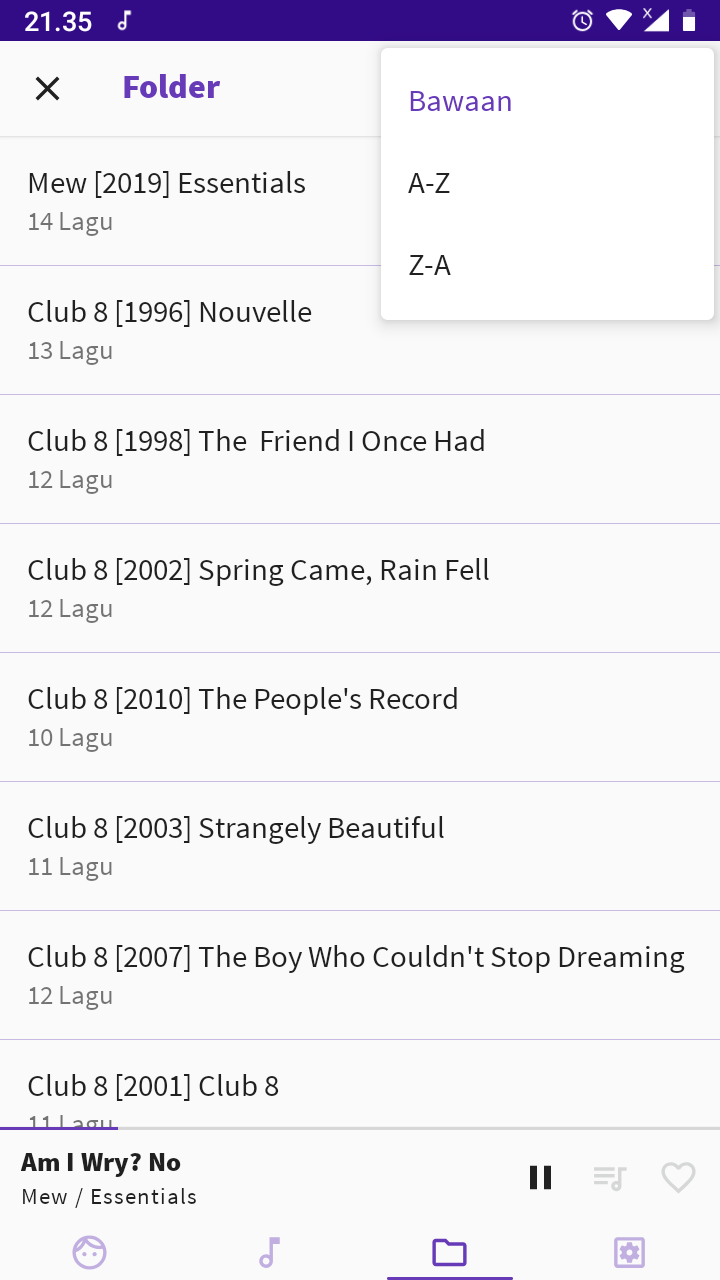 21.35
Folder
Bawaan
A-Z
Z-A
Mew [2019] Essentials
14 Lagu
Club 8 [1996] Nouvelle
13 Lagu
Club 8 [1998] The  Friend I Once Had
12 Lagu
Club 8 [2002] Spring Came, Rain Fell
12 Lagu
Club 8 [2010] The People's Record
10 Lagu
Club 8 [2003] Strangely Beautiful
11 Lagu
Club 8 [2007] The Boy Who Couldn't Stop Dreaming
12 Lagu
Club 8 [2001] Club 8
11 Lagu
Am I Wry? No
Mew / Essentials